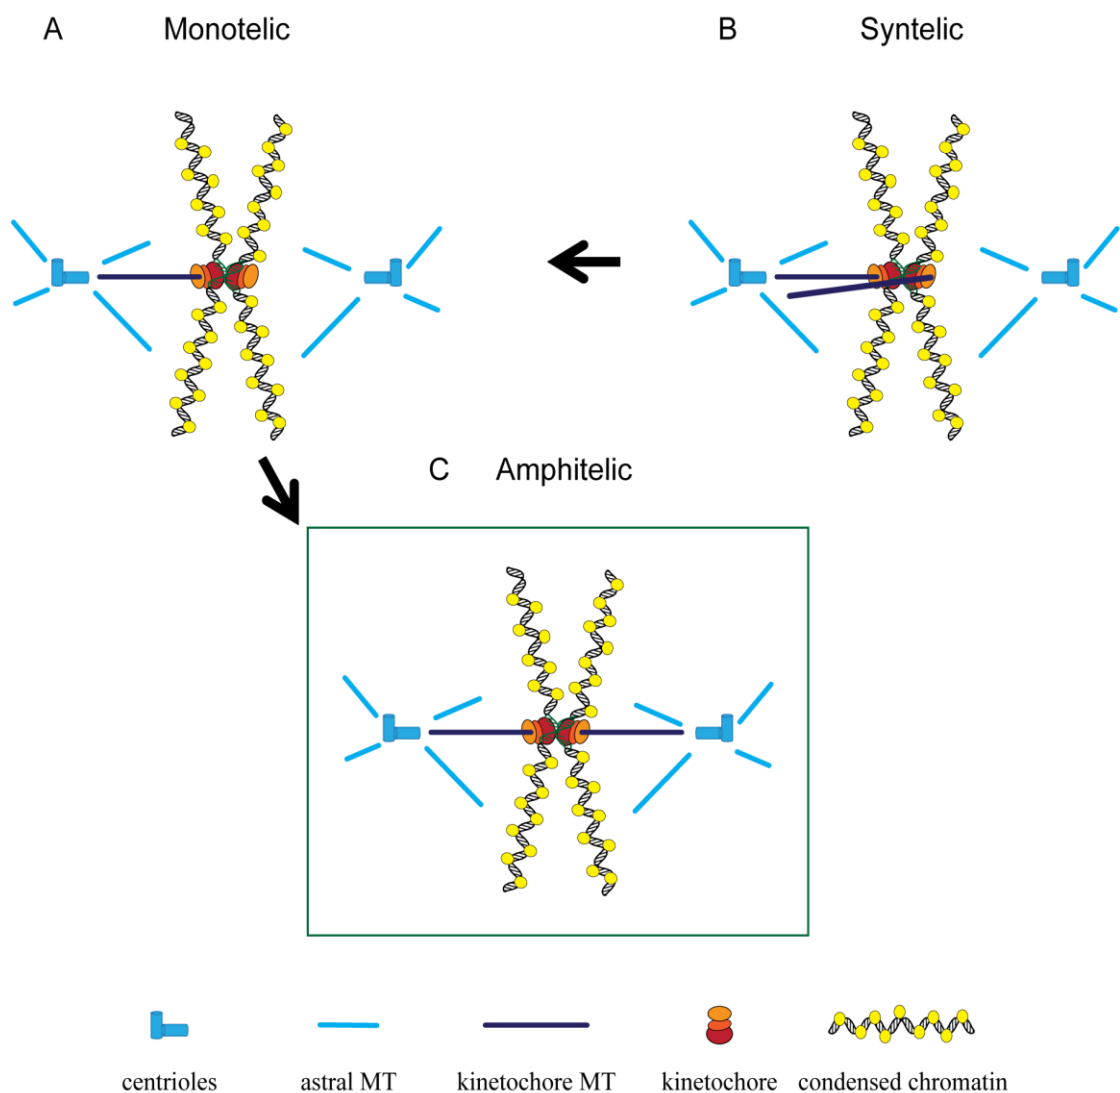 A Monotelic
B Syntelic
C Amphitelic
centrioles
astral MT
kinetochore MT
kinetochore
condensed chromatin